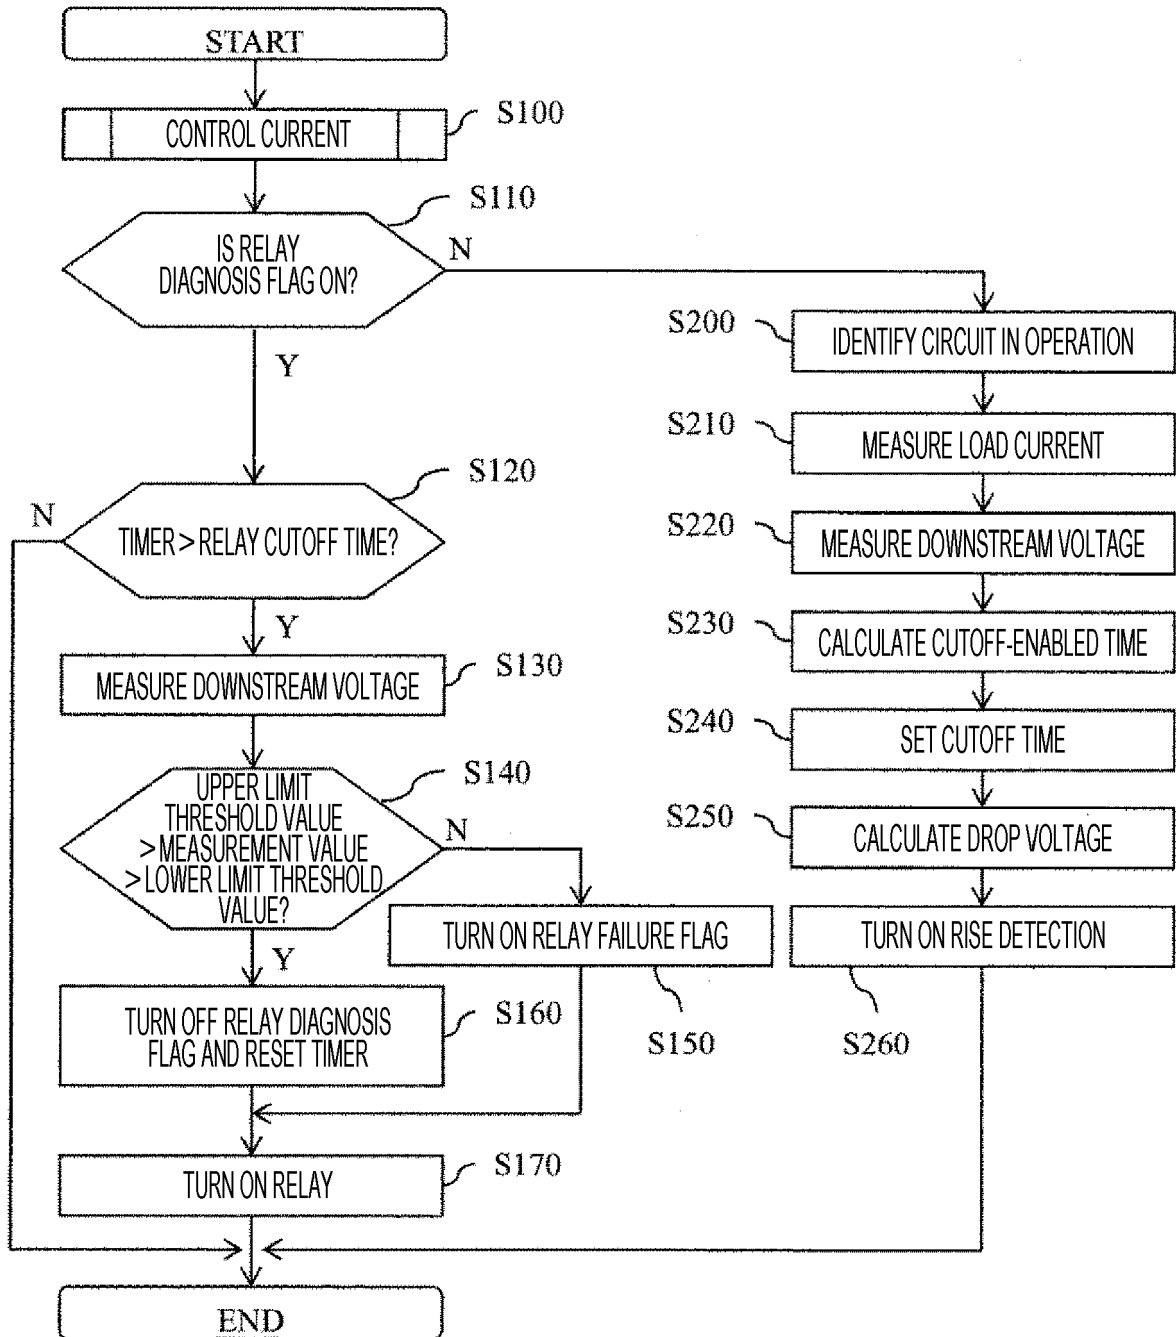 START
CONTROL CURRENT
S100
S110
IS RELAY
DIAGNOSIS FLAG ON?
N
Y
S120
N
TIMER > RELAY CUTOFF TIME?
Y
S130
MEASURE DOWNSTREAM VOLTAGE
S140
UPPER LIMIT
THRESHOLD VALUE
> MEASUREMENT VALUE
> LOWER LIMIT THRESHOLD
VALUE?
N
Y
TURN ON RELAY FAILURE FLAG
S150
TURN OFF RELAY DIAGNOSIS
FLAG AND RESET TIMER
S160
TURN ON RELAY
S170
END
S200
IDENTIFY CIRCUIT IN OPERATION
S210
MEASURE LOAD CURRENT
S220
MEASURE DOWNSTREAM VOLTAGE
S230
CALCULATE CUTOFF-ENABLED TIME
S240
SET CUTOFF TIME
S250
CALCULATE DROP VOLTAGE
TURN ON RISE DETECTION
S260